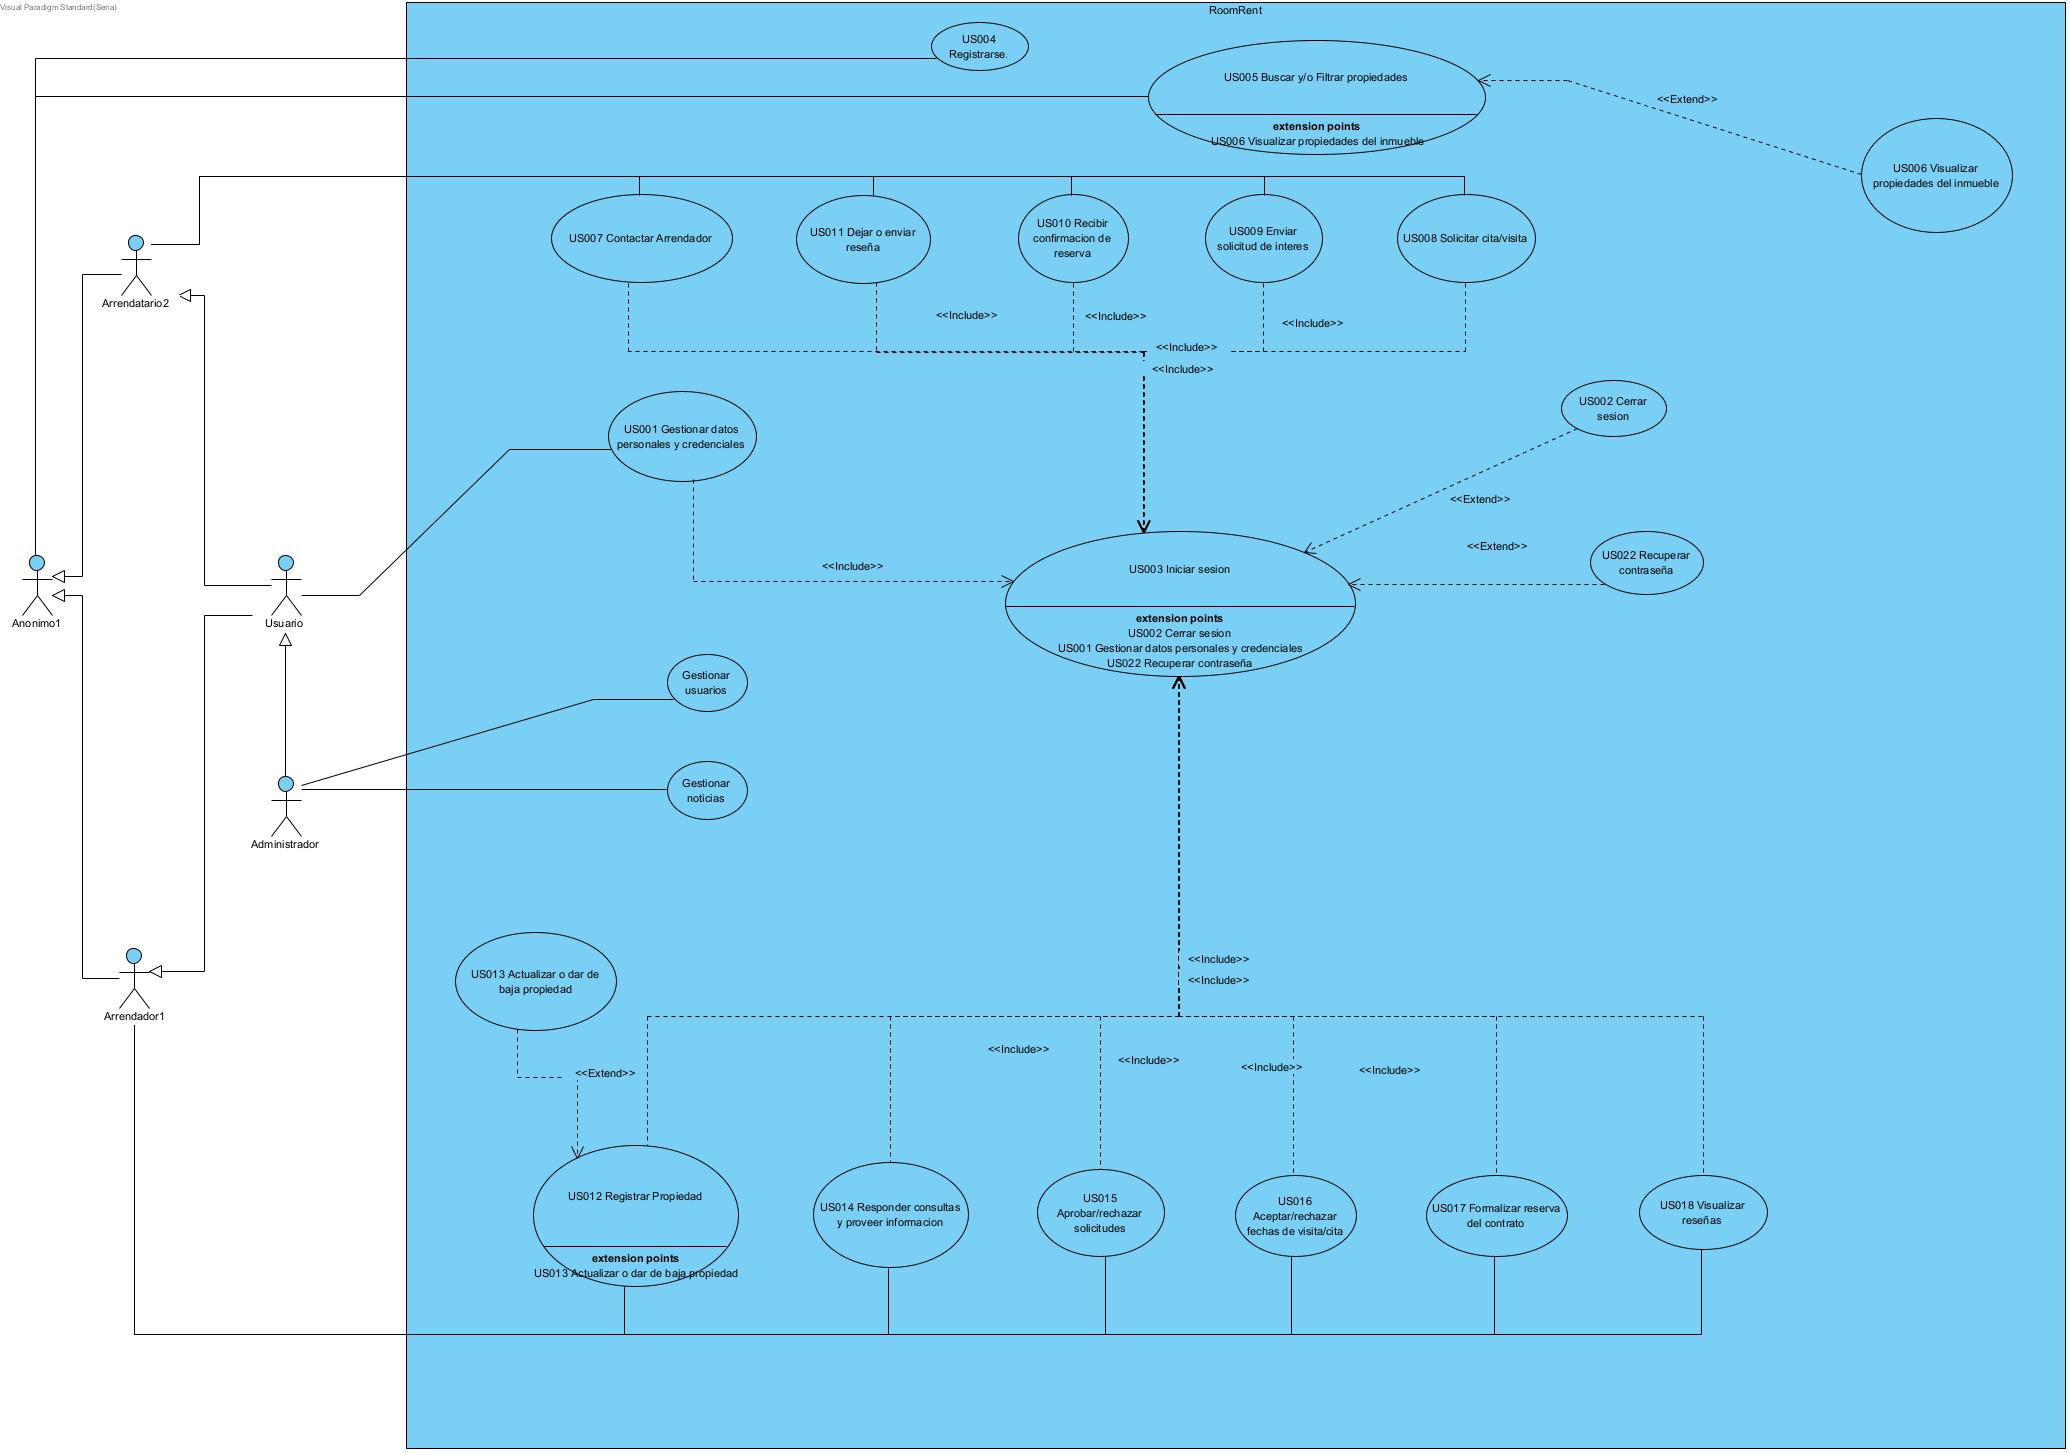 Visual Paradigm Standard(Sena)
RoomRent
US004
Registrarse.
US005 Buscar y/o Filtrar propiedades
extension points
US006 Visualizar propiedades del inmueble
<<Extend>>
US006 Visualizar
propiedades del inmueble
US007 Contactar Arrendador
US011 Dejar o enviar
reseña
US010 Recibir
confirmacion de
reserva
US009 Enviar
solicitud de interes
US008 Solicitar cita/visita
Arrendatario2
<<Include>>
<<Include>>
<<Include>>
<<Include>>
<<Include>>
US002 Cerrar
sesion
US001 Gestionar datos
personales y credenciales
<<Extend>>
<<Extend>>
US022 Recuperar
contraseña
<<Include>>
US003 Iniciar sesion
extension points
US002 Cerrar sesion
US001 Gestionar datos personales y credenciales
US022 Recuperar contraseña
Anonimo1
Usuario
Gestionar
usuarios
Gestionar
noticias
Administrador
US013 Actualizar o dar de
baja propiedad
<<Include>>
<<Include>>
Arrendador1
<<Include>>
<<Include>>
<<Include>>
<<Include>>
<<Extend>>
US012 Registrar Propiedad
extension points
US013 Actualizar o dar de baja propiedad
US014 Responder consultas
y proveer informacion
US015
Aprobar/rechazar
solicitudes
US016
Aceptar/rechazar
fechas de visita/cita
US017 Formalizar reserva
del contrato
US018 Visualizar
reseñas